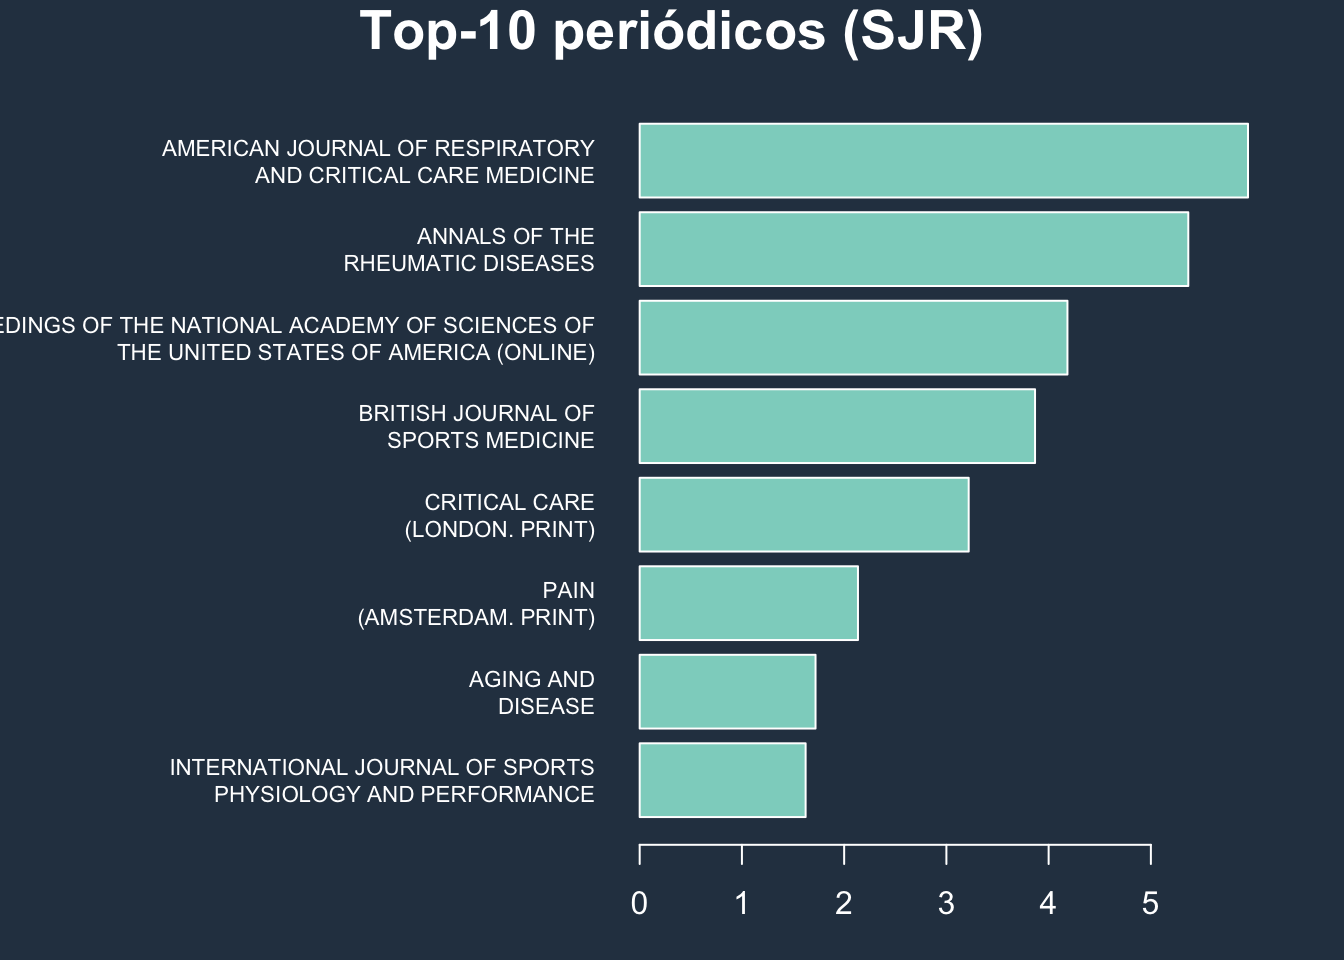 Top-10 periódicos (SJR)
AMERICAN JOURNAL OF RESPIRATORY
AND CRITICAL CARE MEDICINE
ANNALS OF THE
RHEUMATIC DISEASES
EDINGS OF THE NATIONAL ACADEMY OF SCIENCES OF
THE UNITED STATES OF AMERICA (ONLINE)
BRITISH JOURNAL OF
SPORTS MEDICINE
CRITICAL CARE
(LONDON. PRINT)
PAIN
(AMSTERDAM. PRINT)
AGING AND
DISEASE
INTERNATIONAL JOURNAL OF SPORTS
PHYSIOLOGY AND PERFORMANCE
0 1 2 3 4 5